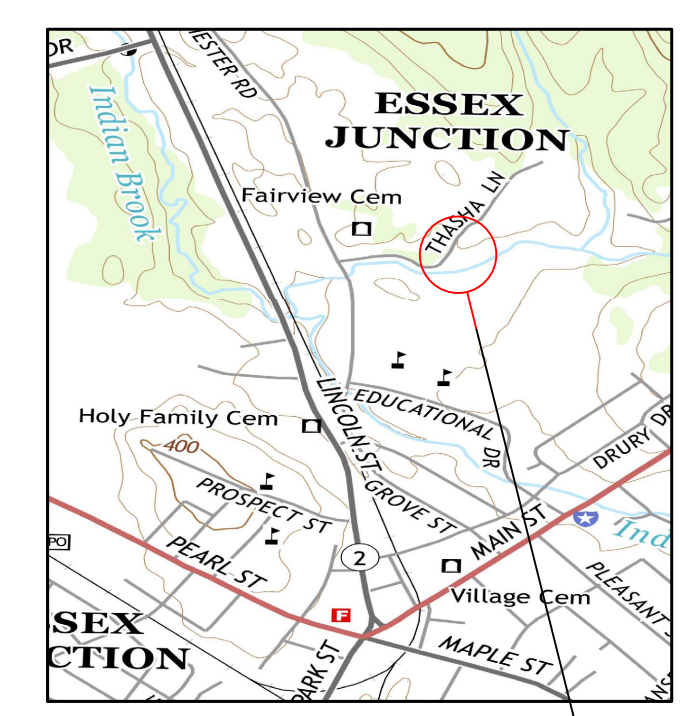 DR
HESTER RD
ESSEX
JUNCTION
Indian Brook
Fairview Cem
THASHA LN
LINCOLN ST
EDUCATIONAL
DR
Holy Family Cem
400
DRURY DR
PROSPECT ST
GROVE ST
MAIN ST
Ind
PO
PEARL ST
2
F
Village Cem
PLEASANT S
SSEX
CTION
PARK ST
MAPLE ST